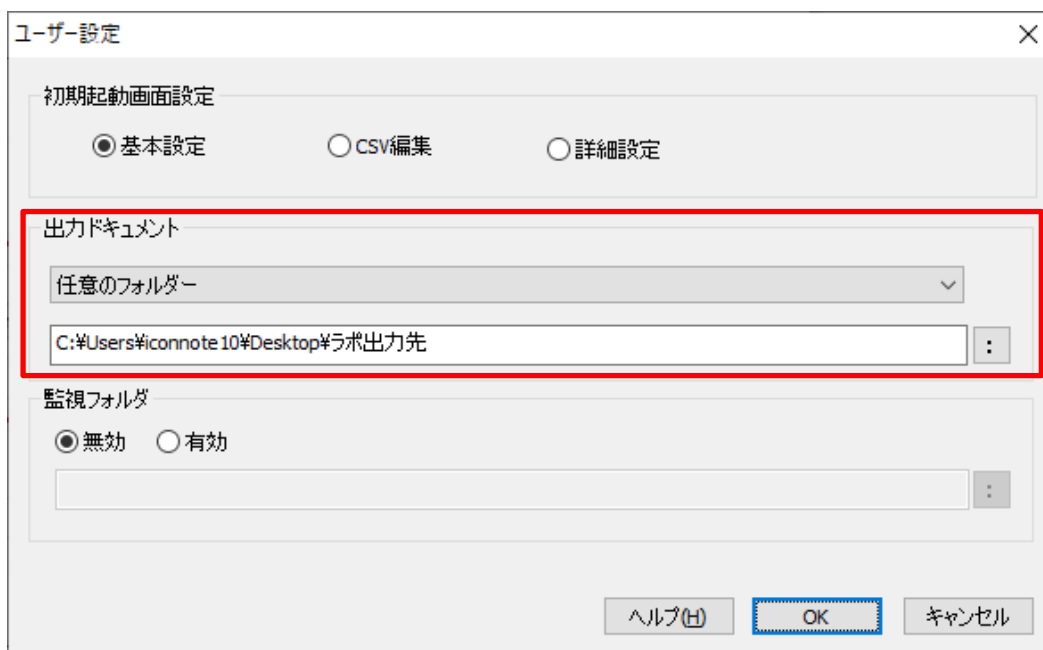 ユーザー設定
初期起動画面設定
基本設定 CSV編集 詳細設定
出力ドキュメント
任意のフォルダー
C:¥Users¥iconnote10¥Desktop¥ラポ出力先 :
監視フォルダ
無効 有効
:
ヘルプ(H) OK キャンセル